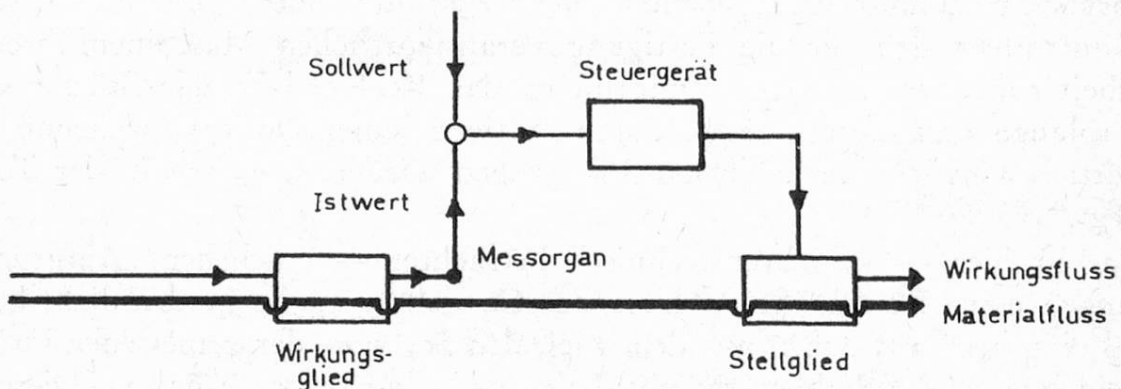 Sollwert
Steuergerät
Istwert
Messorgan
Wirkungsfluss
Materialfluss
Wirkungs-
glied
Stellglied